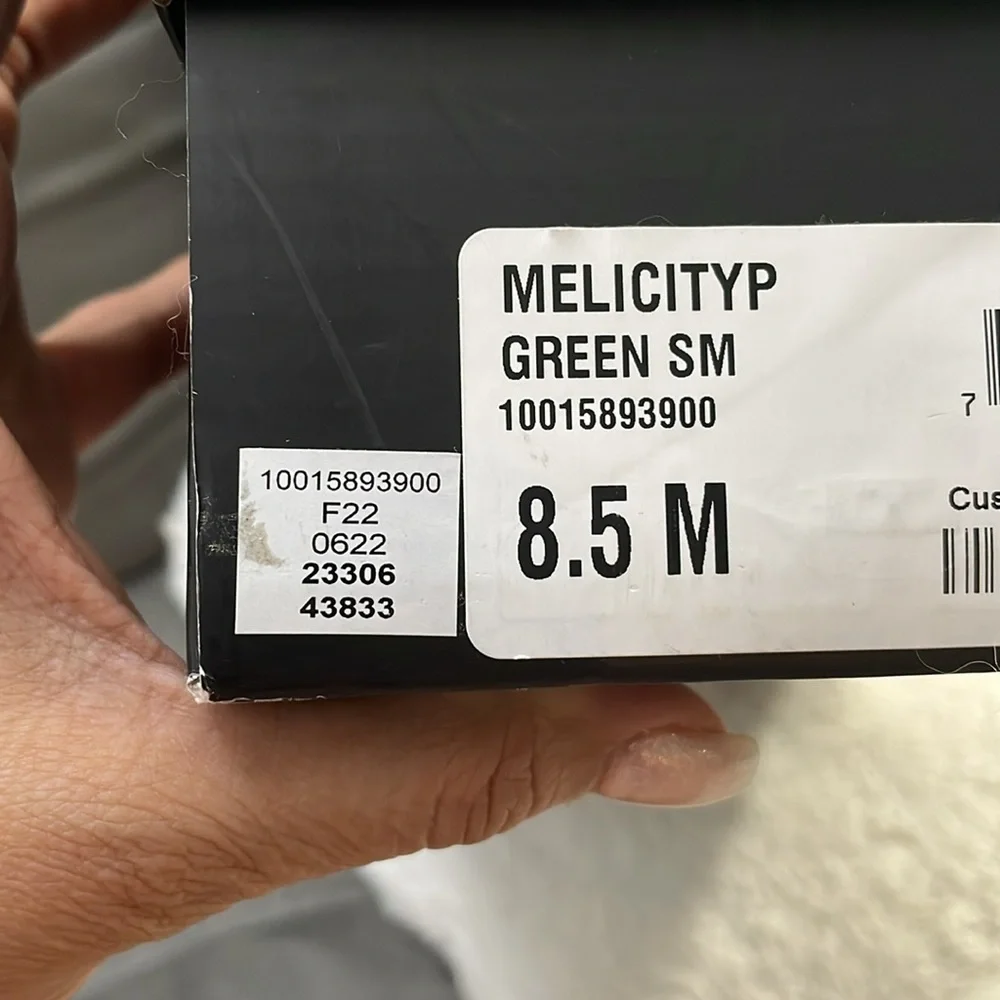 MELICITYP
GREEN SM
10015893900
8.5 M
7
Cus
10015893900
F22
0622
23306
43833